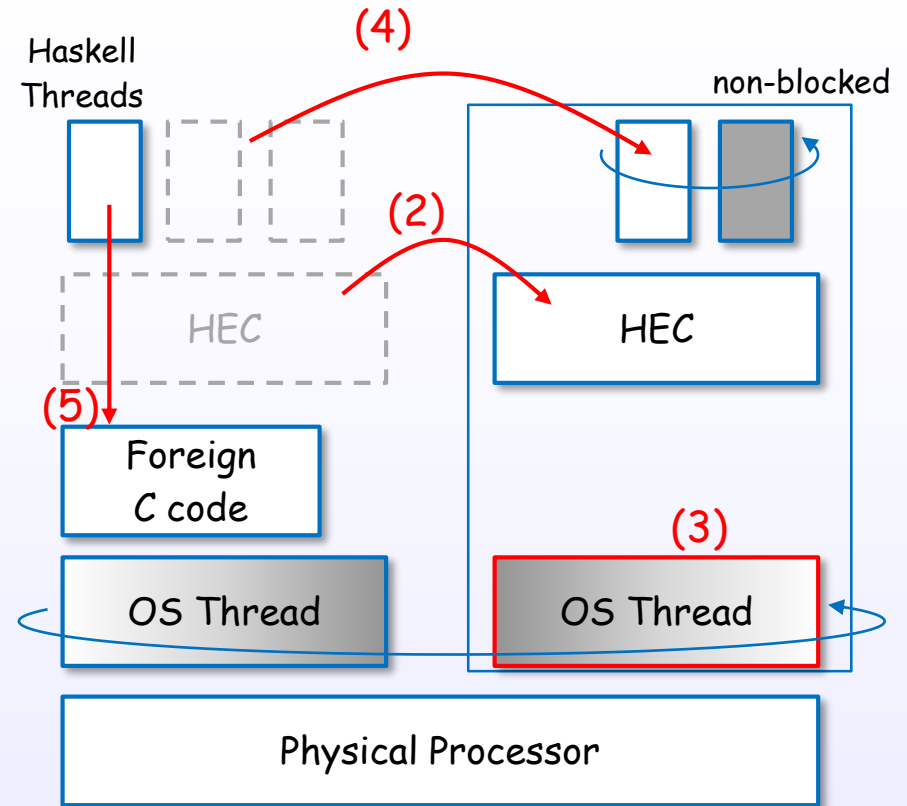 (4)
Haskell
Threads
non-blocked
(2)
HEC
HEC
(5)
Foreign
C code
(3)
OS Thread
OS Thread
Physical Processor